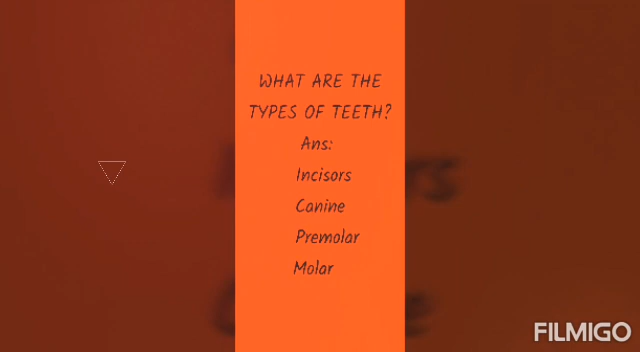 WHAT ARE THE
TYPES OF TEETH?
Ans:
Incisors
Canine
Premolar
Molar
FILMIGO